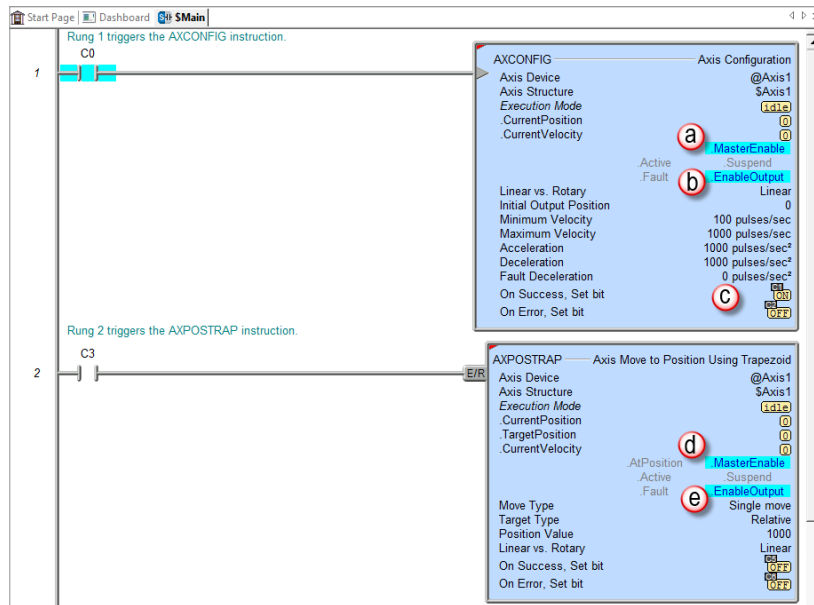 Start Page Dashboard $Main
Rung 1 triggers the AXCONFIG instruction.
C0
1
AXCONFIG Axis Configuration
Axis Device @Axis1
Axis Structure $Axis1
Execution Mode idle
.CurrentPosition 0
.CurrentVelocity 0
a .MasterEnable
.Active .Suspend
.Fault b .EnableOutput
Linear vs. Rotary Linear
Initial Output Position 0
Minimum Velocity 100 pulses/sec
Maximum Velocity 1000 pulses/sec
Acceleration 1000 pulses/sec²
Deceleration 1000 pulses/sec²
Fault Deceleration 0 pulses/sec²
On Success, Set bit c ON
On Error, Set bit OFF
Rung 2 triggers the AXPOSTRAP instruction.
C3
2
E/R
AXPOSTRAP Axis Move to Position Using Trapezoid
Axis Device @Axis1
Axis Structure $Axis1
Execution Mode idle
.CurrentPosition 0
.TargetPosition 0
.CurrentVelocity d 0
.AtPosition .MasterEnable
.Active .Suspend
.Fault e .EnableOutput
Move Type Single move
Target Type Relative
Position Value 1000
Linear vs. Rotary Linear
On Success, Set bit OFF
On Error, Set bit OFF